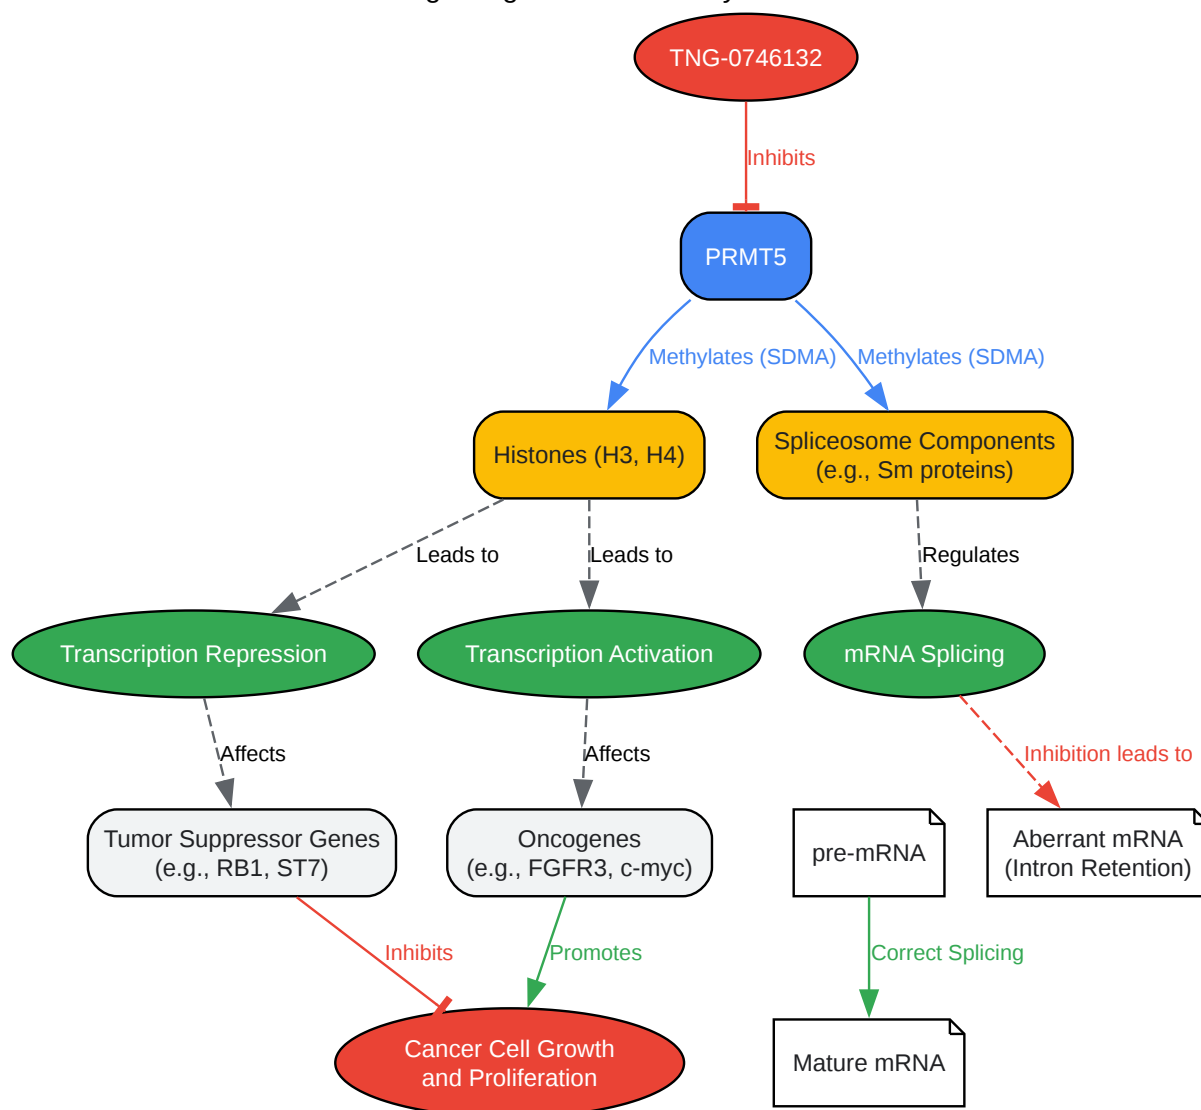 TNG-0746132
Inhibits
PRMT5
Methylates (SDMA)
Methylates (SDMA)
Histones (H3, H4)
Spliceosome Components
(e.g., Sm proteins)
Leads to
Leads to
Regulates
Transcription Repression
Transcription Activation
mRNA Splicing
Affects
Affects
Inhibition leads to
Tumor Suppressor Genes
(e.g., RB1, ST7)
Oncogenes
(e.g., FGFR3, c-myc)
pre-mRNA
Aberrant mRNA
(Intron Retention)
Inhibits
Promotes
Correct Splicing
Cancer Cell Growth
and Proliferation
Mature mRNA